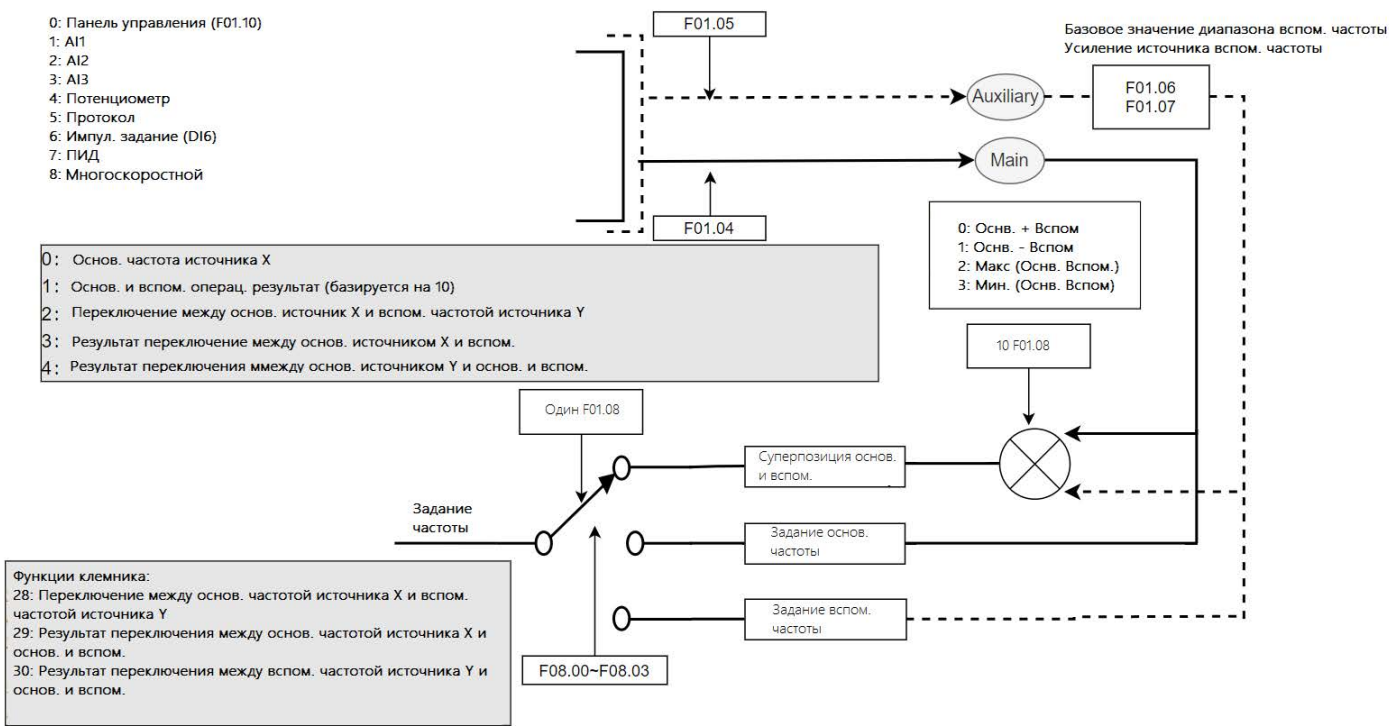 0: Панель управления (F01.10)
1: AI1
2: AI2
3: AI3
4: Потенциометр
5: Протокол
6: Импул. задание (DI6)
7: ПИД
8: Многоскоростной
F01.05
Базовое значение диапазона вспом. частоты
Усиление источника вспом. частоты
Auxiliary
F01.06
F01.07
Main
F01.04
0: Оснв. + Вспом
1: Оснв. - Вспом
2: Макс (Оснв. Вспом.)
3: Мин. (Оснв. Вспом)
0: Основ. частота источника X
1: Основ. и вспом. операц. результат (базируется на 10)
2: Переключение между основ. источник X и вспом. частотой источника Y
3: Результат переключение между основ. источником X и вспом.
4: Результат переключения ммежду основ. источником Y и основ. и вспом.
10 F01.08
Один F01.08
Суперпозиция основ.
и вспом.
Задание
частоты
Задание основ.
частоты
Задание вспом.
частоты
Функции клемника:
28: Переключение между основ. частотой источника X и вспом.
частотой источника Y
29: Результат переключения между основ. частотой источника X и
основ. и вспом.
30: Результат переключения между вспом. частотой источника Y и
основ. и вспом.
F08.00~F08.03